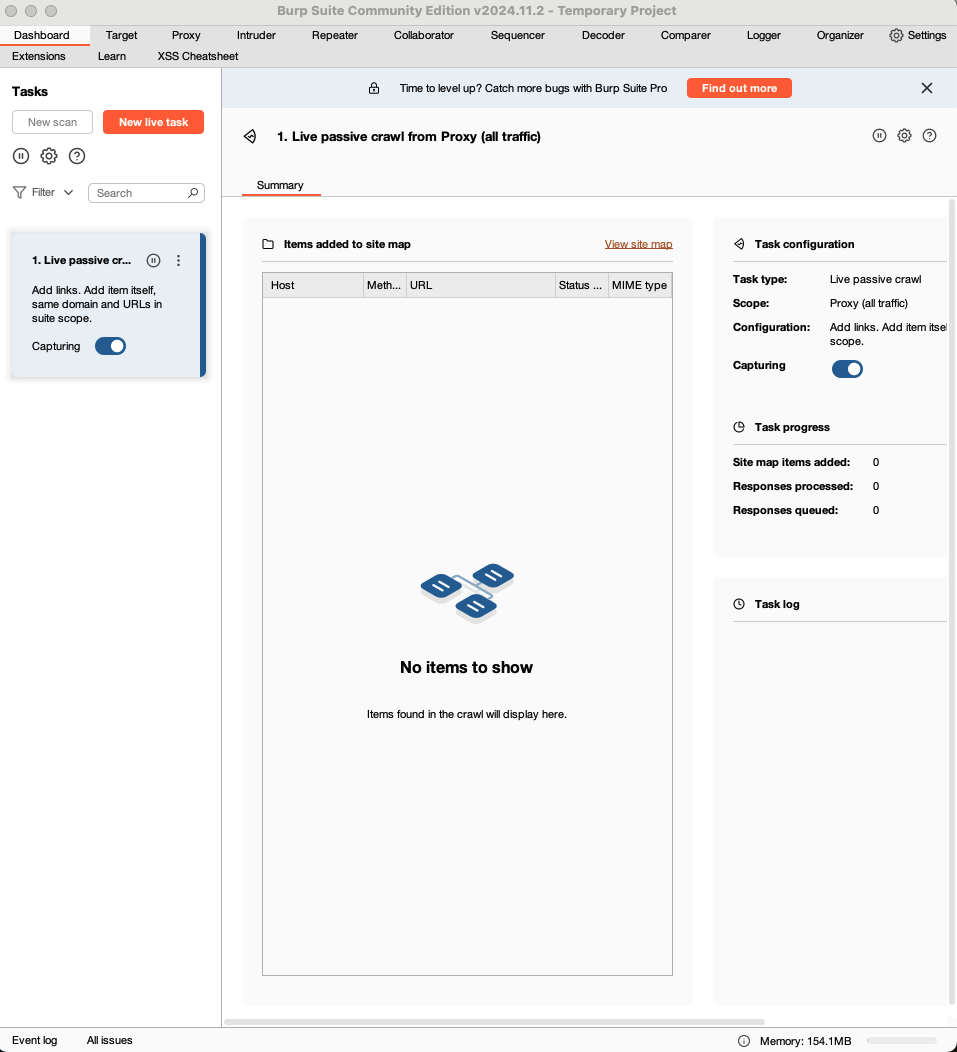 Burp Suite Community Edition v2024.11.2 - Temporary Project
Dashboard Target Proxy Intruder Repeater Collaborator Sequencer Decoder Comparer Logger Organizer Settings
Extensions Learn XSS Cheatsheet
Tasks
New scan New live task
Filter Search
1. Live passive cr...
Add links. Add item itself,
same domain and URLs in
suite scope.
Capturing
Time to level up? Catch more bugs with Burp Suite Pro Find out more
1. Live passive crawl from Proxy (all traffic)
Summary
Items added to site map View site map
Host Meth... URL Status ... MIME type
No items to show
Items found in the crawl will display here.
Task configuration
Task type: Live passive crawl
Scope: Proxy (all traffic)
Configuration: Add links. Add item itsel
scope.
Capturing
Task progress
Site map items added: 0
Responses processed: 0
Responses queued: 0
Task log
Event log All issues Memory: 154.1MB